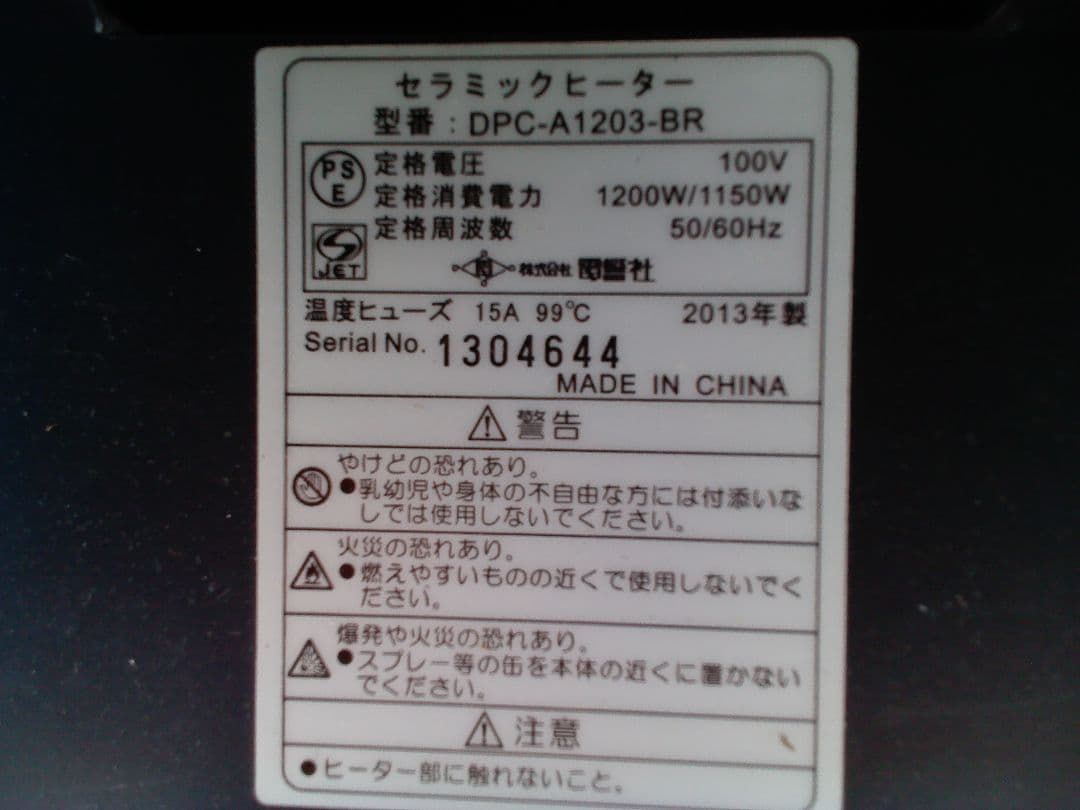 セラミックヒーター
型番：DPC-A1203-BR
PSE 定格電圧 100V
定格消費電力 1200W/1150W
定格周波数 50/60Hz
JET 株式会社
温度ヒューズ 15A 99℃ 2013年製
Serial No. 1304644
MADE IN CHINA
警告
やけどの恐れあり。
●乳幼児や身体の不自由な方には付添いな
しでは使用しないでください。
火災の恐れあり。
●燃えやすいものの近くで使用しないでく
ださい。
爆発や火災の恐れあり。
●スプレー等の缶を本体の近くに置かない
でください。
注意
●ヒーター部に触れないこと。